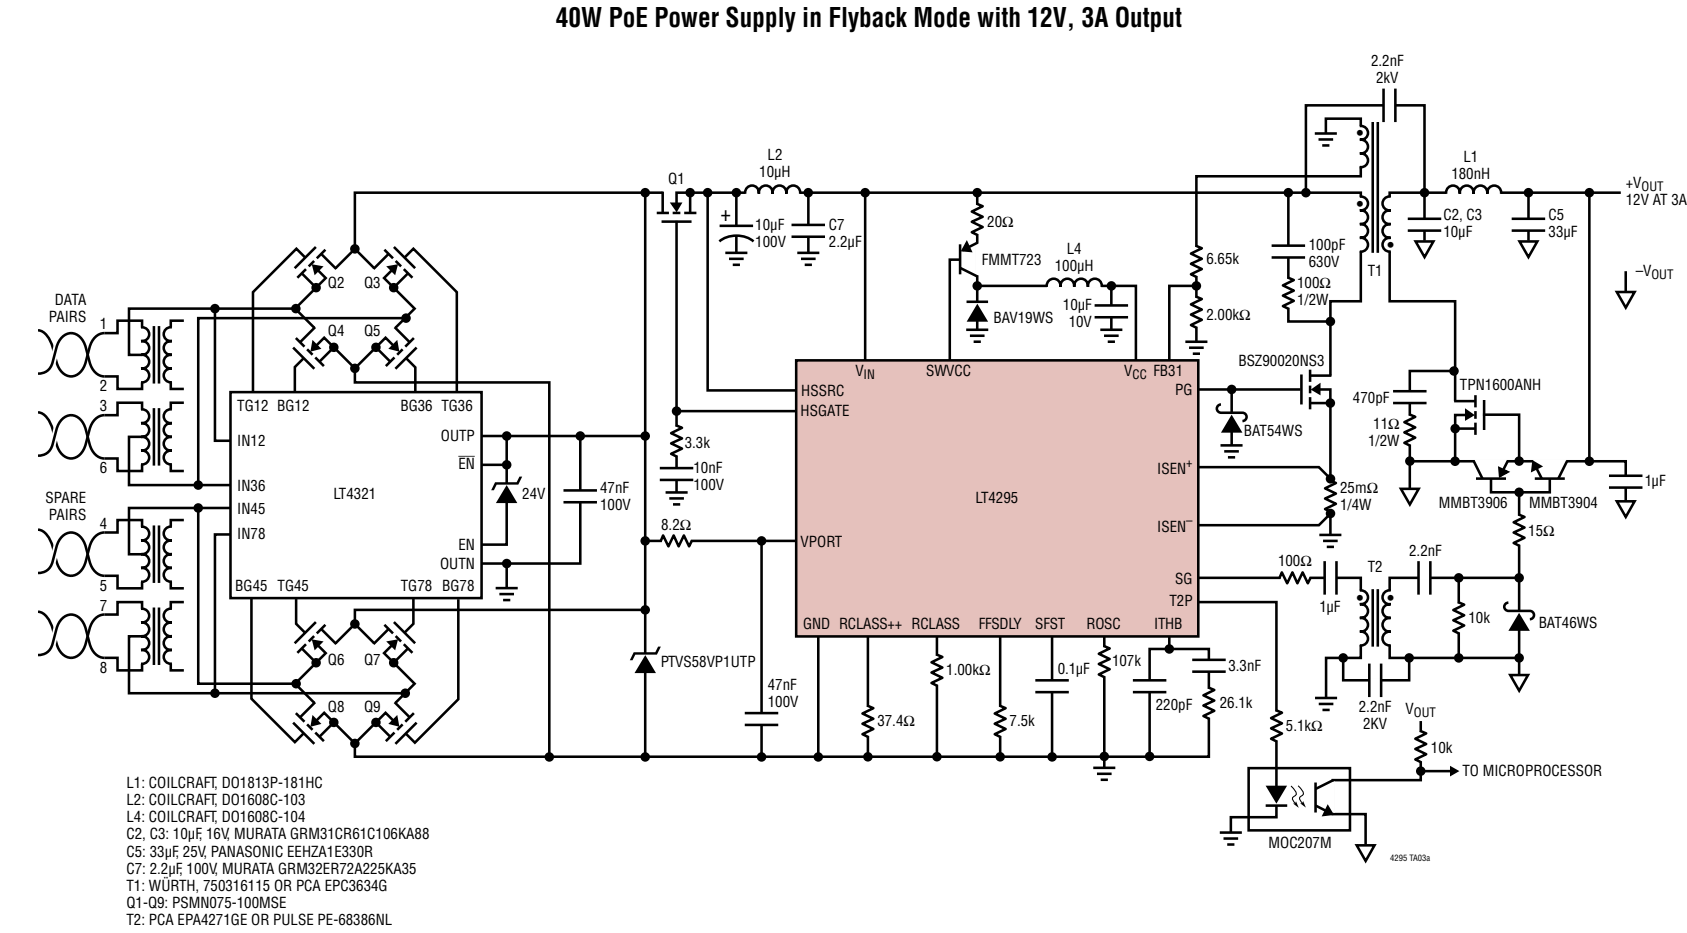 40W PoE Power Supply in Flyback Mode with 12V, 3A Output
2.2nF
2kV
L2
10µH
Q1
L1
180nH
+VOUT
12V AT 3A
+
10µF
100V
C7
2.2µF
20Ω
FMMT723
L4
100µH
10µF
10V
BAV19WS
6.65k
2.00kΩ
100pF
630V
100Ω
1/2W
T1
C2, C3
10µF
C5
33µF
–VOUT
Q2
Q3
Q4
Q5
DATA
PAIRS
1
2
3
6
SPARE
PAIRS
4
5
7
8
TG12
BG12
BG36
TG36
IN12
IN36
IN45
IN78
LT4321
OUTP
EN
EN
OUTN
BG45
TG45
TG78
BG78
24V
47nF
100V
3.3k
10nF
100V
8.2Ω
VIN
SWVCC
VCC
FB31
HSSRC
HSGATE
PG
ISEN+
LT4295
ISEN–
VPORT
SG
T2P
GND
RCLASS++
RCLASS
FFSDLY
SFST
ROSC
ITHB
BSZ90020NS3
BAT54WS
25mΩ
1/4W
470pF
11Ω
1/2W
TPN1600ANH
MMBT3906
MMBT3904
1µF
15Ω
100Ω
1µF
T2
2.2nF
10k
BAT46WS
2.2nF
2KV
Q6
Q7
Q8
Q9
PTVS58VP1UTP
47nF
100V
37.4Ω
1.00kΩ
7.5k
0.1µF
107k
220pF
3.3nF
26.1k
5.1kΩ
VOUT
10k
TO MICROPROCESSOR
MOC207M
4295 TA03a
L1: COILCRAFT, DO1813P-181HC
L2: COILCRAFT, DO1608C-103
L4: COILCRAFT, DO1608C-104
C2, C3: 10µF, 16V, MURATA GRM31CR61C106KA88
C5: 33µF, 25V, PANASONIC EEHZA1E330R
C7: 2.2µF, 100V, MURATA GRM32ER72A225KA35
T1: WÜRTH, 750316115 OR PCA EPC3634G
Q1-Q9: PSMN075-100MSE
T2: PCA EPA4271GE OR PULSE PE-68386NL